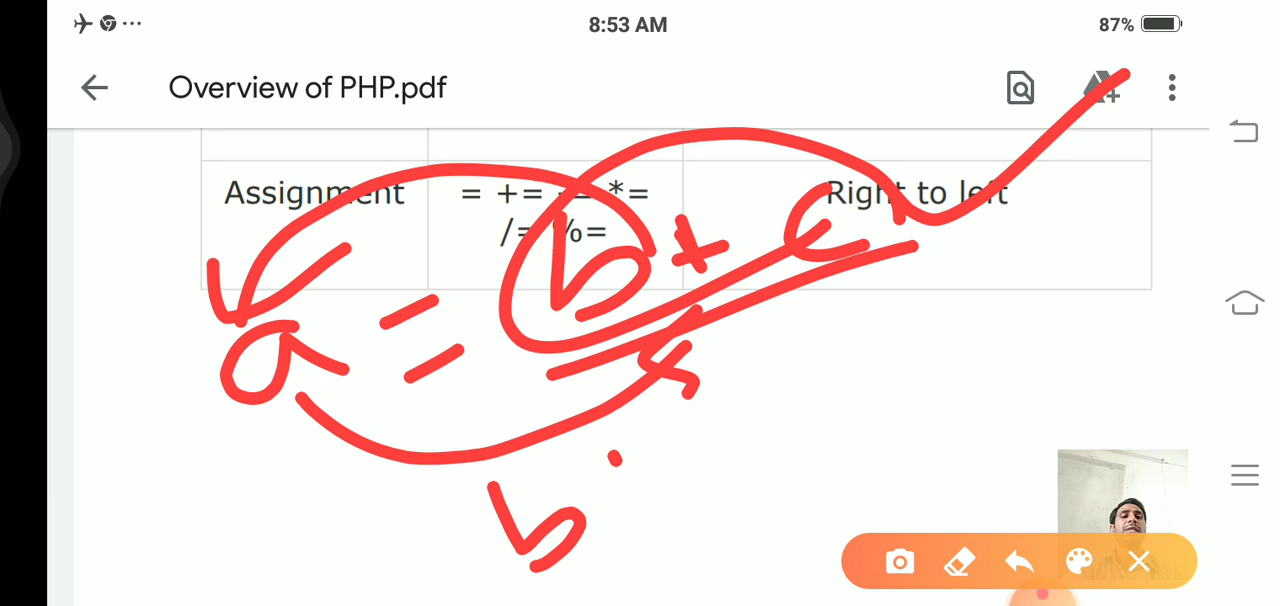 8:53 AM
87%
Overview of PHP.pdf
Assignment = += -= *= Right to left
/= %=
a = b + c
b